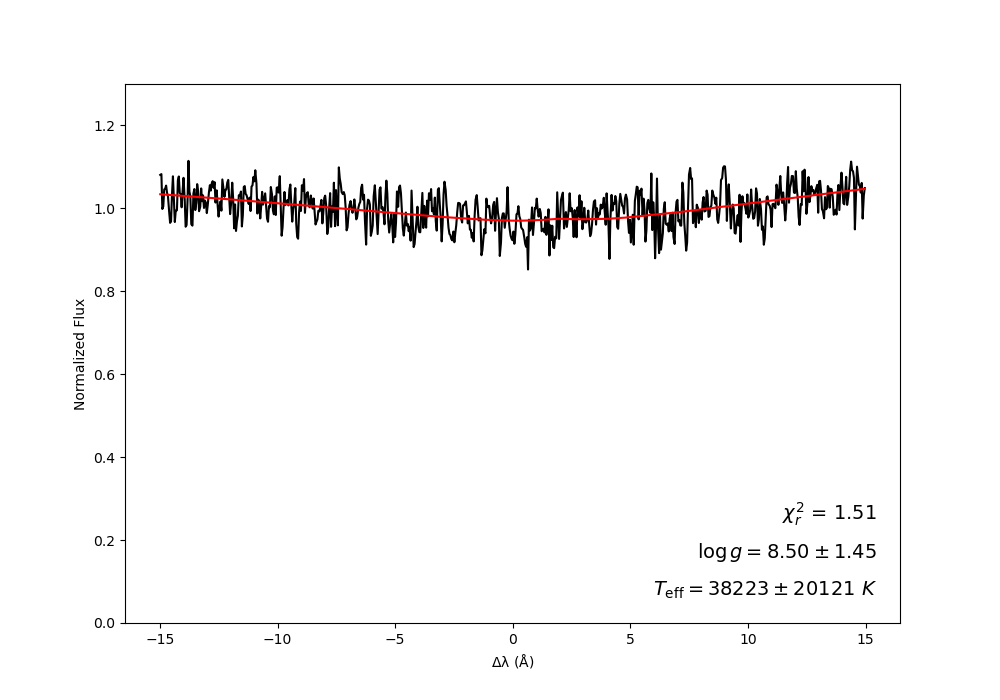 1.2
1.0
0.8
0.6
0.4
0.2
0.0
Normalized Flux
χ²ᵣ = 1.51
log g = 8.50 ± 1.45
T_eff = 38223 ± 20121 K
−15 −10 −5 0 5 10 15
Δλ (Å)